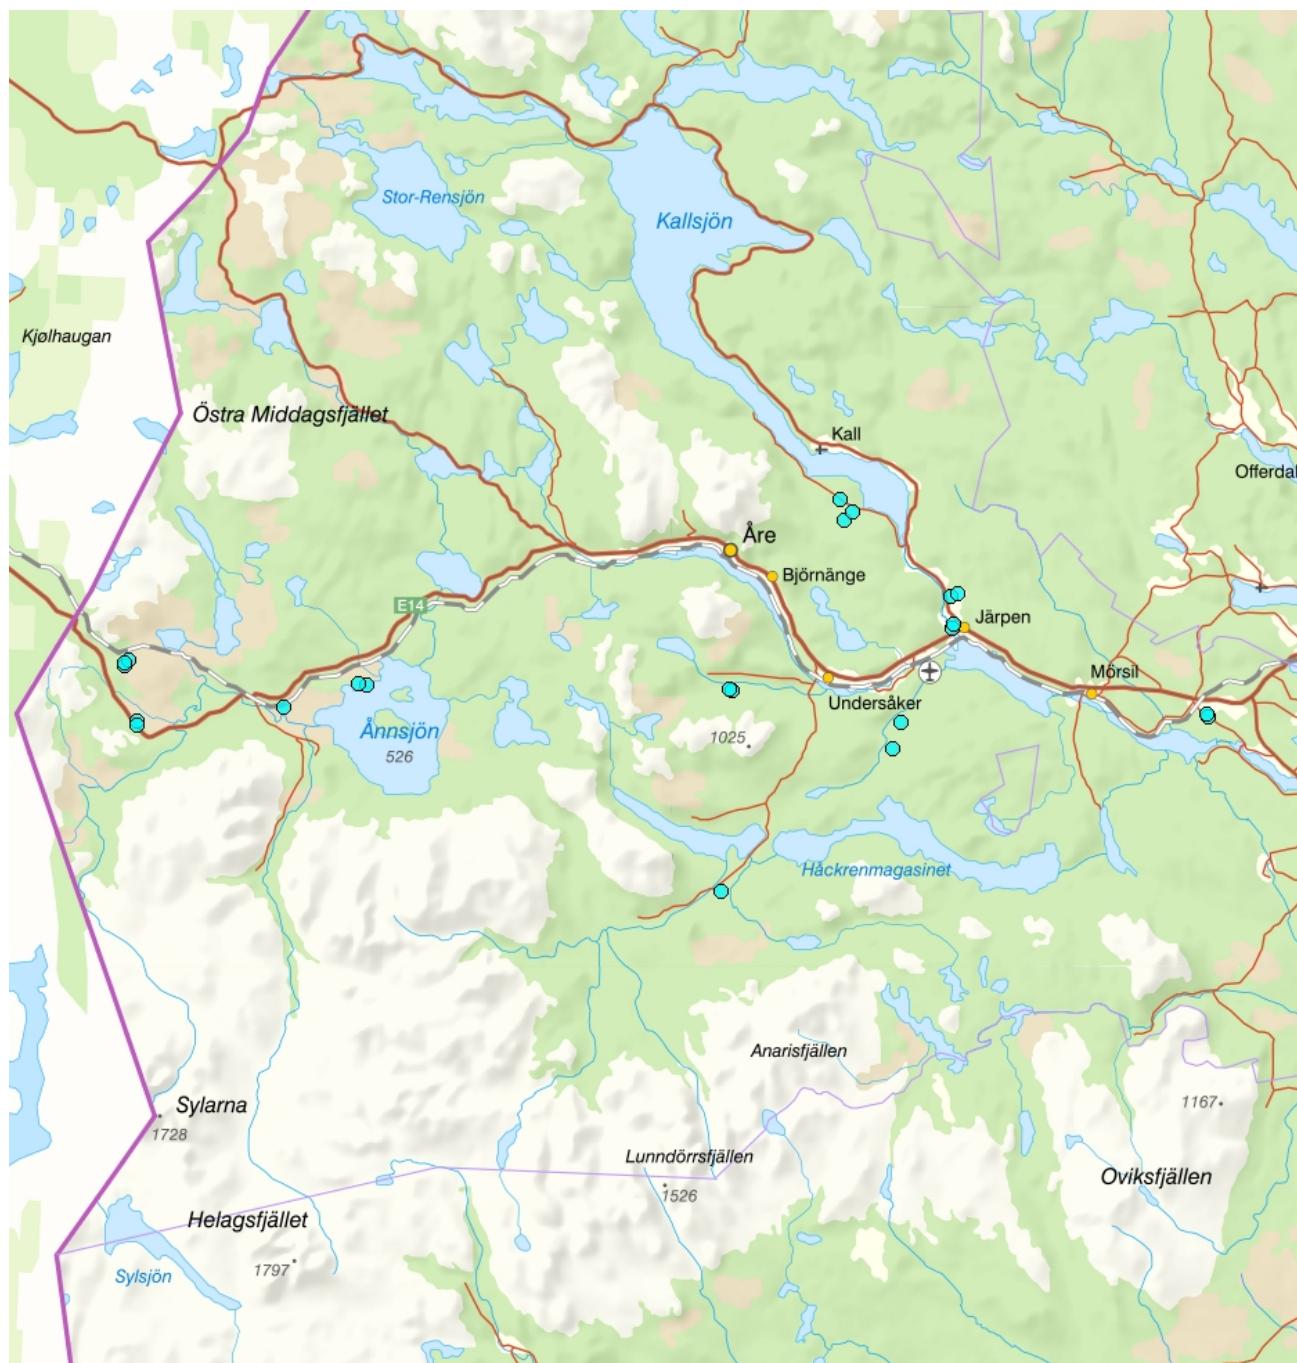 Stor-Rensjön
Kallsjön
Kjølhaugan
Östra Middagsfjället
Kall
Offerdal
Åre
Björnänge
E14
Järpen
Mörsil
Undersåker
Ånnsjön
526
1025
Håckrenmagasinet
Anarisfjällen
Sylarna
1728
1167
Lunndörrsfjällen
1526
Oviksfjällen
Helagsfjället
1797
Sylsjön